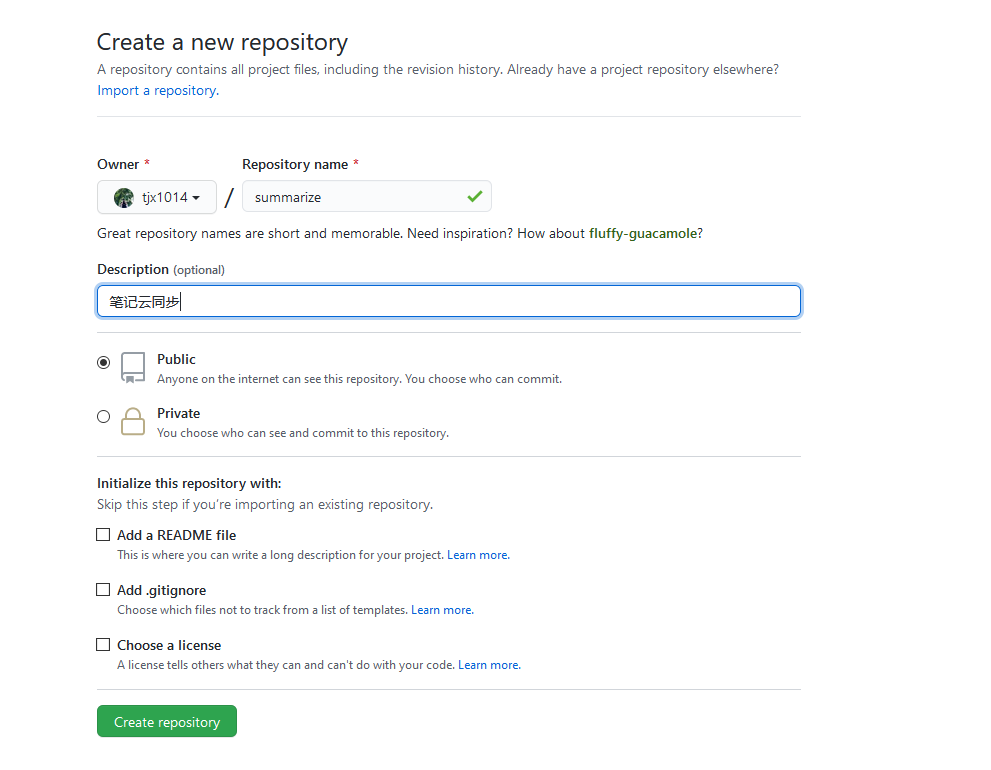 Create a new repository
A repository contains all project files, including the revision history. Already have a project repository elsewhere?
Import a repository.
Owner * Repository name *
tjx1014 / summarize
Great repository names are short and memorable. Need inspiration? How about fluffy-guacamole?
Description (optional)
笔记云同步
Public
Anyone on the internet can see this repository. You choose who can commit.
Private
You choose who can see and commit to this repository.
Initialize this repository with:
Skip this step if you're importing an existing repository.
Add a README file
This is where you can write a long description for your project. Learn more.
Add .gitignore
Choose which files not to track from a list of templates. Learn more.
Choose a license
A license tells others what they can and can't do with your code. Learn more.
Create repository